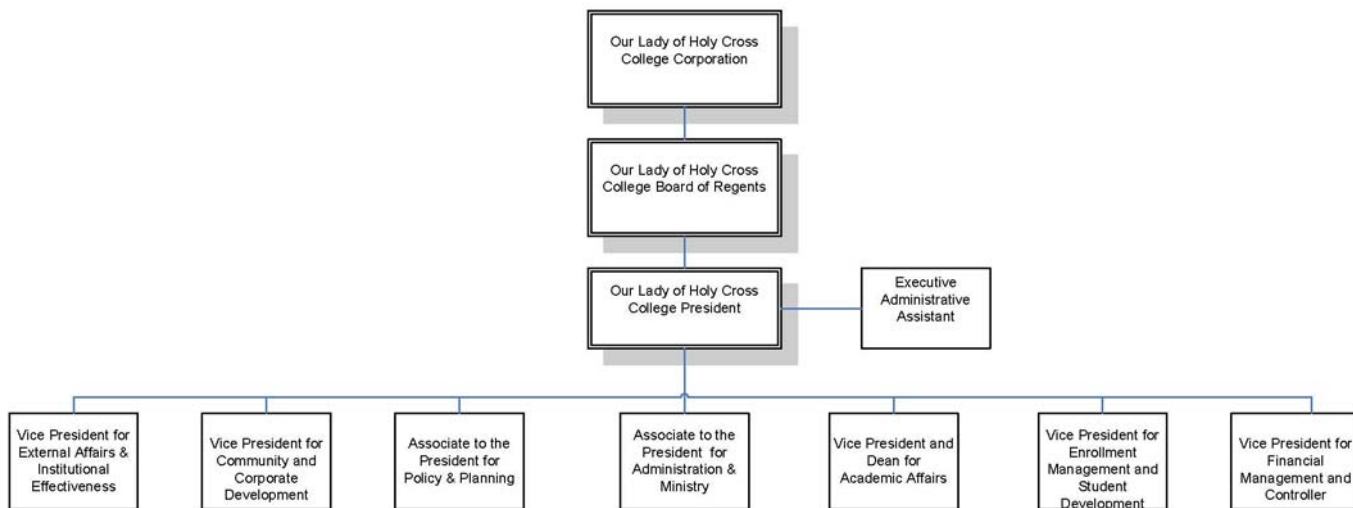 Our Lady of Holy Cross
College Corporation
Our Lady of Holy Cross
College Board of Regents
Our Lady of Holy Cross
College President
Executive
Administrative
Assistant
Vice President for
External Affairs &
Institutional
Effectiveness
Vice President for
Community and
Corporate
Development
Associate to the
President for
Policy & Planning
Associate to the
President for
Administration &
Ministry
Vice President and
Dean for
Academic Affairs
Vice President for
Enrollment
Management and
Student
Development
Vice President for
Financial
Management and
Controller